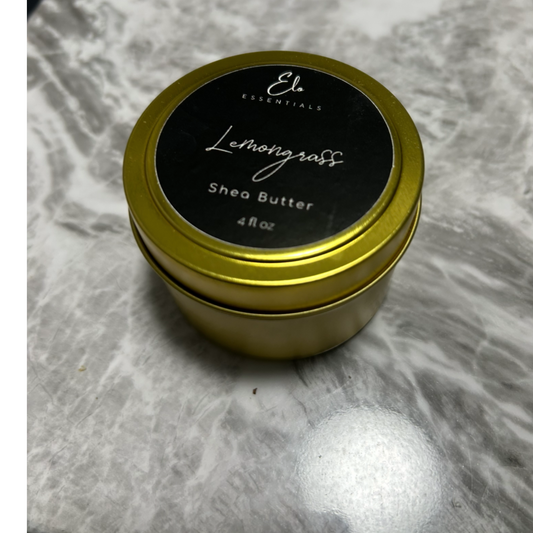 Elo
ESSENTIALS
Lemongrass
Shea Butter
4 fl oz